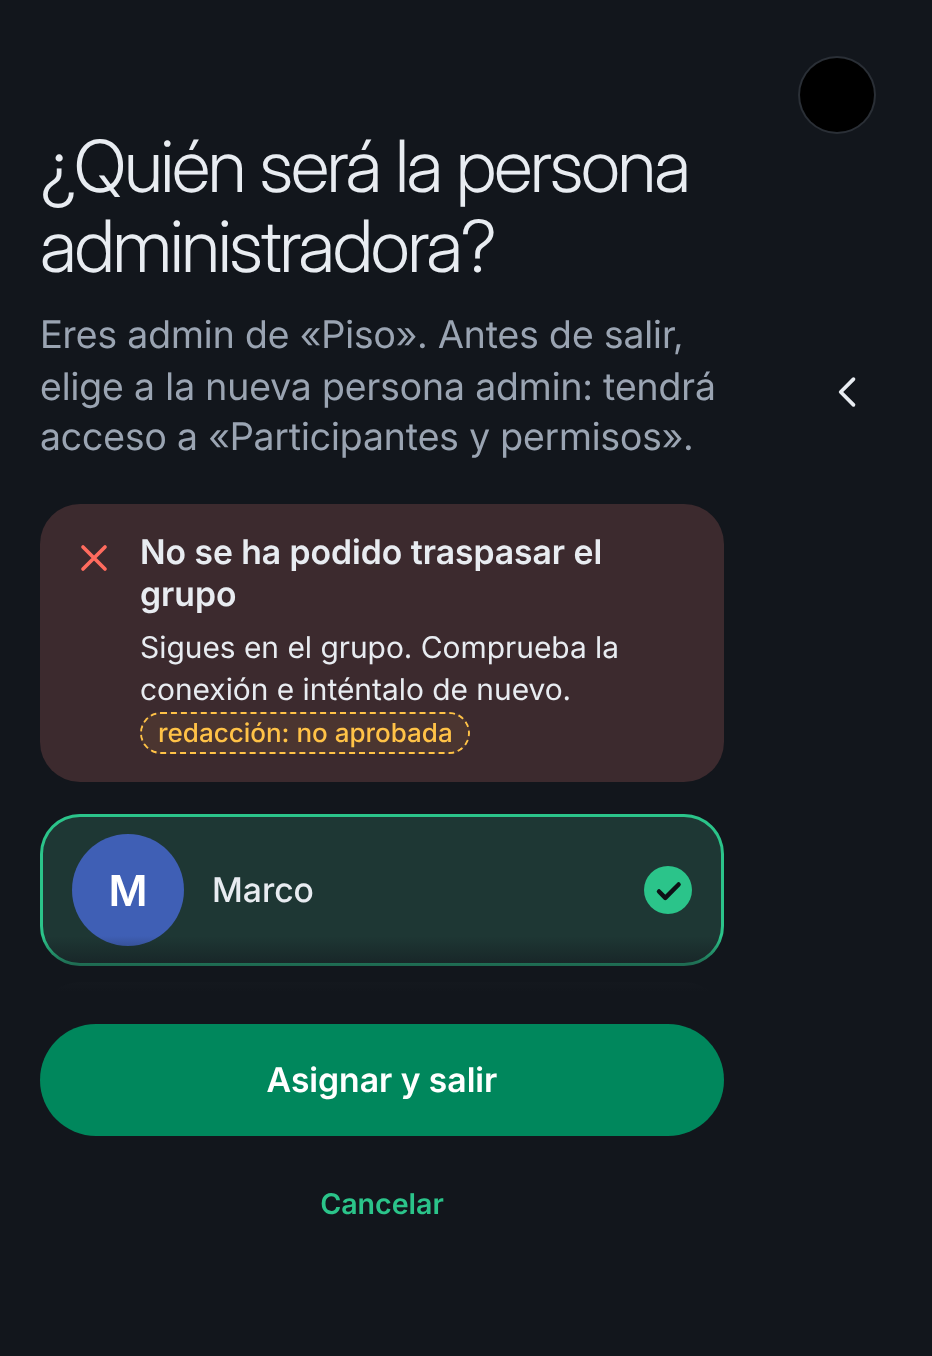 ¿Quién será la persona
administradora?
Eres admin de «Piso». Antes de salir,
elige a la nueva persona admin: tendrá
acceso a «Participantes y permisos».
No se ha podido traspasar el
grupo
Sigues en el grupo. Comprueba la
conexión e inténtalo de nuevo.
redacción: no aprobada
M
Marco
Asignar y salir
Cancelar